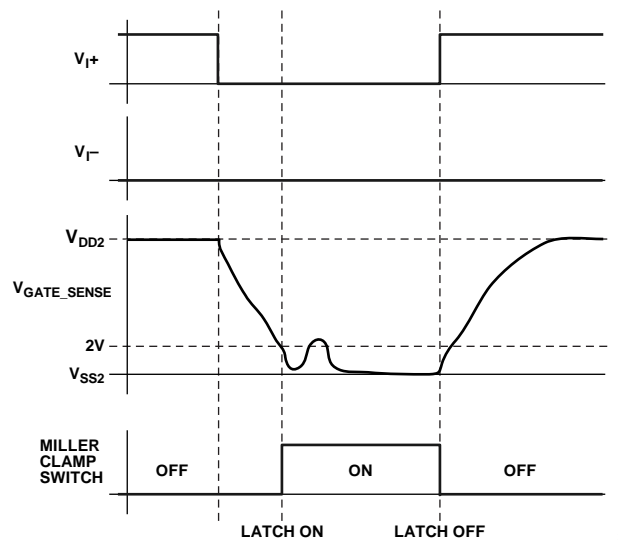 VI+
VI–
VDD2
VGATE_SENSE
2V
VSS2
MILLER
CLAMP
SWITCH
OFF
ON
OFF
LATCH ON
LATCH OFF